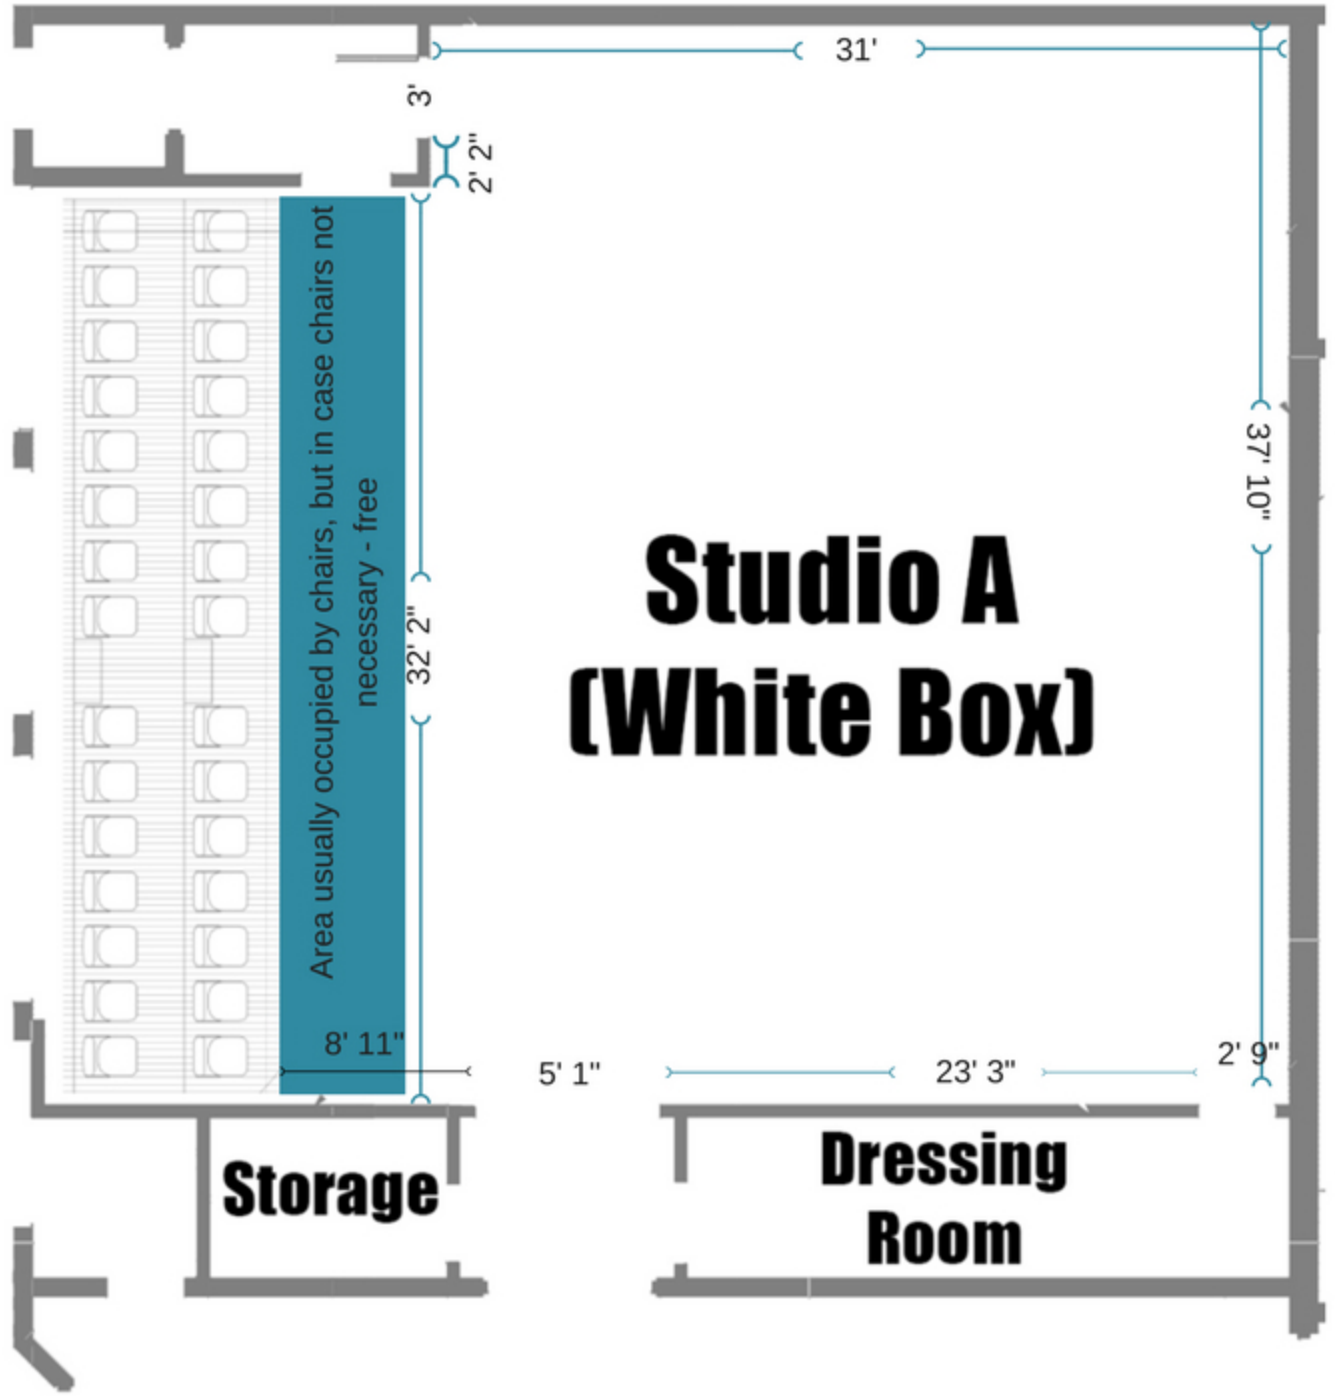 31'
3'
2' 2"
Area usually occupied by chairs, but in case chairs not
necessary - free
32' 2"
37' 10"
Studio A
(White Box)
8' 11"
5' 1"
23' 3"
2' 9"
Storage
Dressing
Room